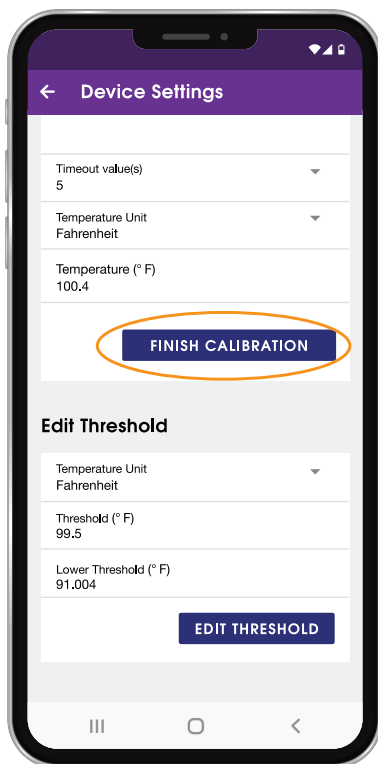 Device Settings
Timeout value(s)
5
Temperature Unit
Fahrenheit
Temperature (° F)
100.4
FINISH CALIBRATION
Edit Threshold
Temperature Unit
Fahrenheit
Threshold (° F)
99.5
Lower Threshold (° F)
91.004
EDIT THRESHOLD